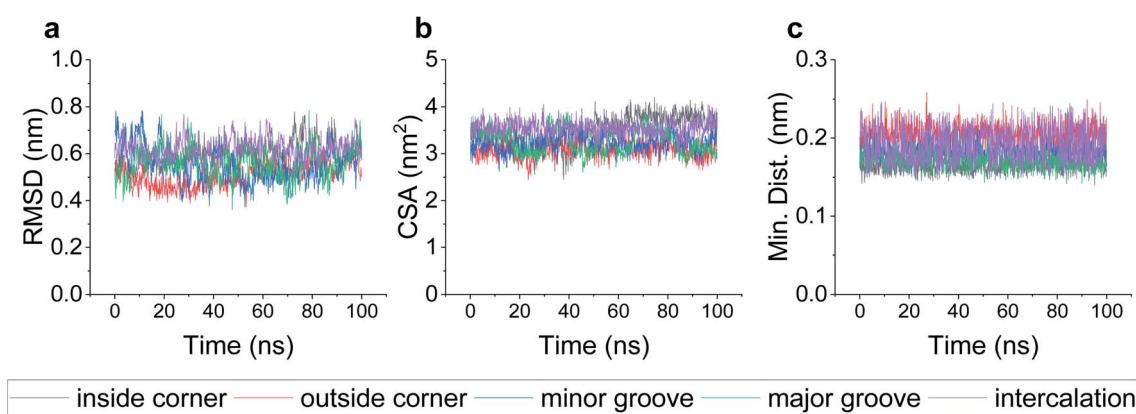 a
RMSD (nm)
1.0
0.8
0.6
0.4
0.2
0.0
0 20 40 60 80 100
Time (ns)
b
CSA (nm²)
5
4
3
2
1
0
0 20 40 60 80 100
Time (ns)
c
Min. Dist. (nm)
0.3
0.2
0.1
0.0
0 20 40 60 80 100
Time (ns)
inside corner outside corner minor groove major groove intercalation